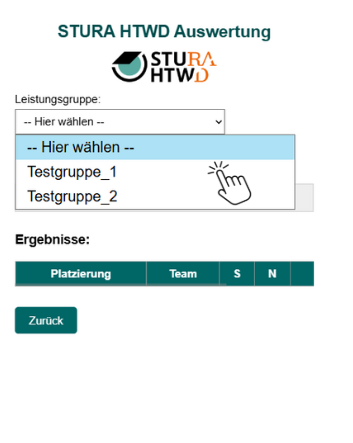 STURA HTWD Auswertung
STURA
HTWD
Leistungsgruppe:
-- Hier wählen --
-- Hier wählen --
Testgruppe_1
Testgruppe_2
Ergebnisse:
Platzierung Team S N
Zurück